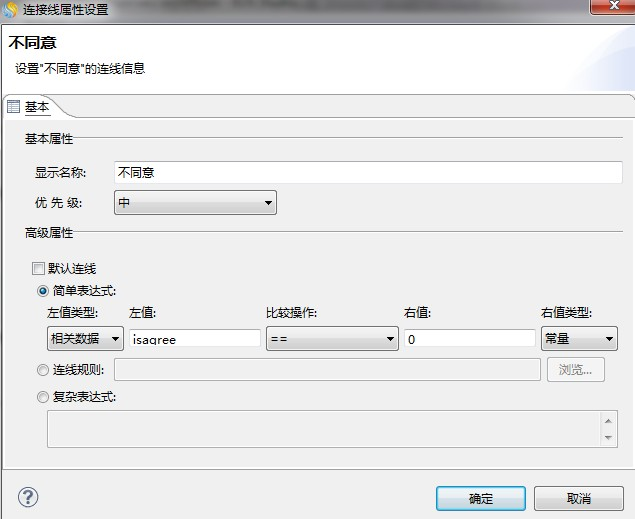 连接线属性设置
不同意
设置"不同意"的连线信息
基本
基本属性
显示名称: 不同意
优 先 级: 中
高级属性
默认连线
简单表达式:
左值类型: 左值: 比较操作: 右值: 右值类型:
相关数据 isagree == 0 常量
连线规则: 浏览...
复杂表达式:
确定 取消